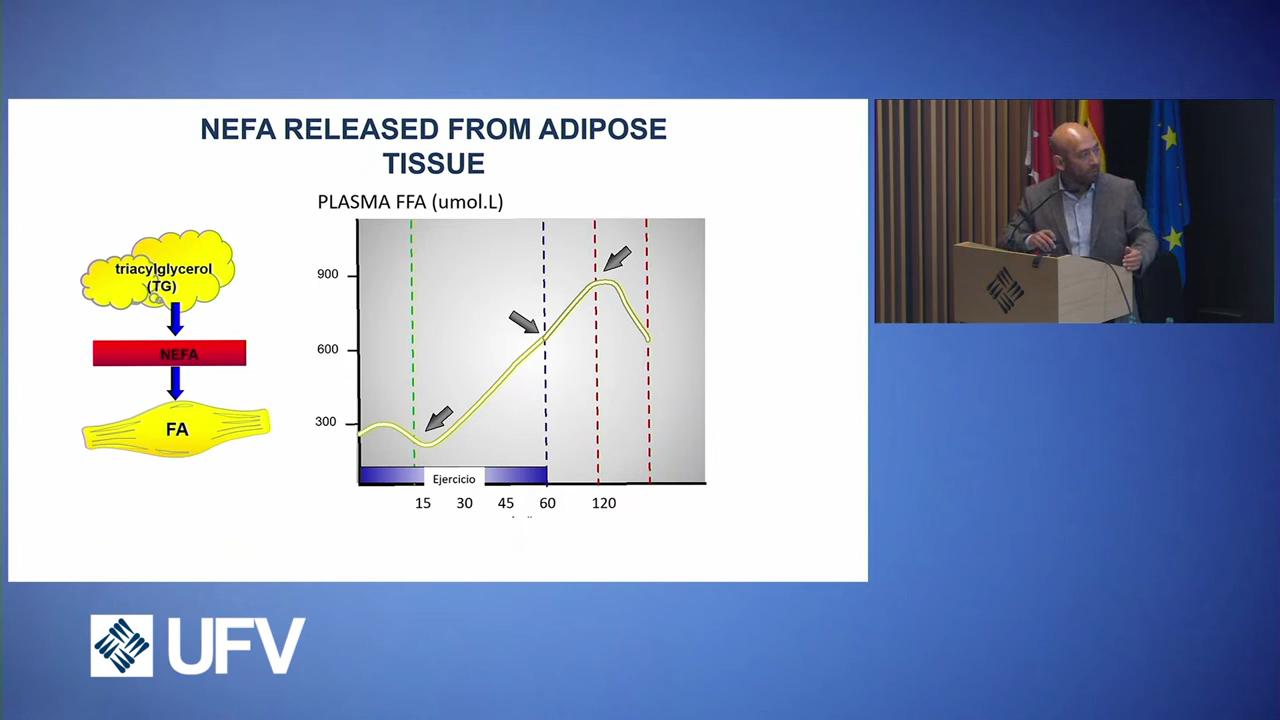 NEFA RELEASED FROM ADIPOSE
TISSUE
PLASMA FFA (umol.L)
triacylglycerol
(TG)
NEFA
FA
900
600
300
Ejercicio
15 30 45 60 120
UFV